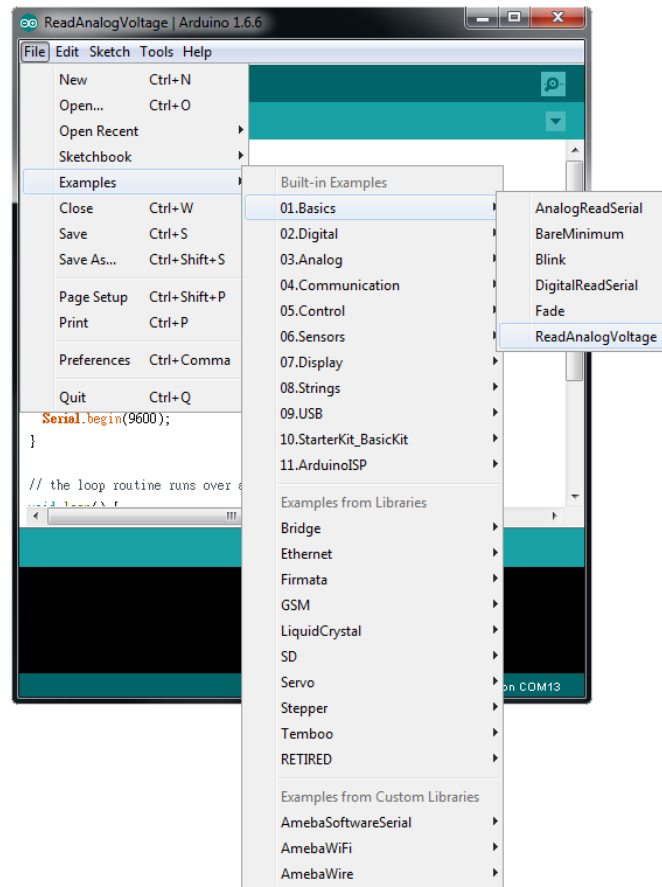 ReadAnalogVoltage | Arduino 1.6.6
File Edit Sketch Tools Help
New Ctrl+N
Open... Ctrl+O
Open Recent
Sketchbook
Examples
Close Ctrl+W
Save Ctrl+S
Save As... Ctrl+Shift+S
Page Setup Ctrl+Shift+P
Print Ctrl+P
Preferences Ctrl+Comma
Quit Ctrl+Q
Built-in Examples
01.Basics
02.Digital
03.Analog
04.Communication
05.Control
06.Sensors
07.Display
08.Strings
09.USB
10.StarterKit_BasicKit
11.ArduinoISP
Examples from Libraries
Bridge
Ethernet
Firmata
GSM
LiquidCrystal
SD
Servo
Stepper
Temboo
RETIRED
Examples from Custom Libraries
AmebaSoftwareSerial
AmebaWiFi
AmebaWire
AnalogReadSerial
BareMinimum
Blink
DigitalReadSerial
Fade
ReadAnalogVoltage
Serial.begin(9600);
}
// the loop routine runs over
void loop() {
on COM13